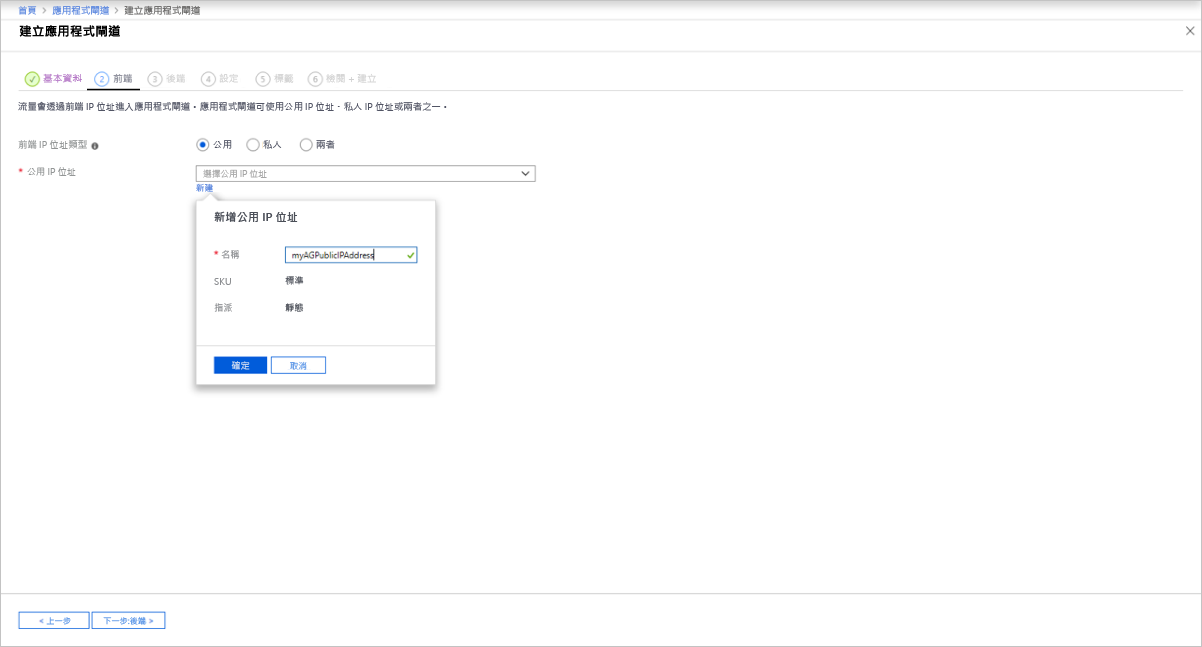 首頁 > 應用程式閘道 > 建立應用程式閘道
建立應用程式閘道
基本資料 2 前端 3 後端 4 設定 5 標籤 6 檢閱 + 建立
流量會透過前端 IP 位址進入應用程式閘道。應用程式閘道可使用公用 IP 位址、私人 IP 位址或兩者之一。
前端 IP 位址類型 公用 私人 兩者
* 公用 IP 位址 選擇公用 IP 位址
新建
新增公用 IP 位址
* 名稱 myAGPublicIPAddress
SKU 標準
指派 靜態
確定 取消
< 上一步 下一步:後端 >